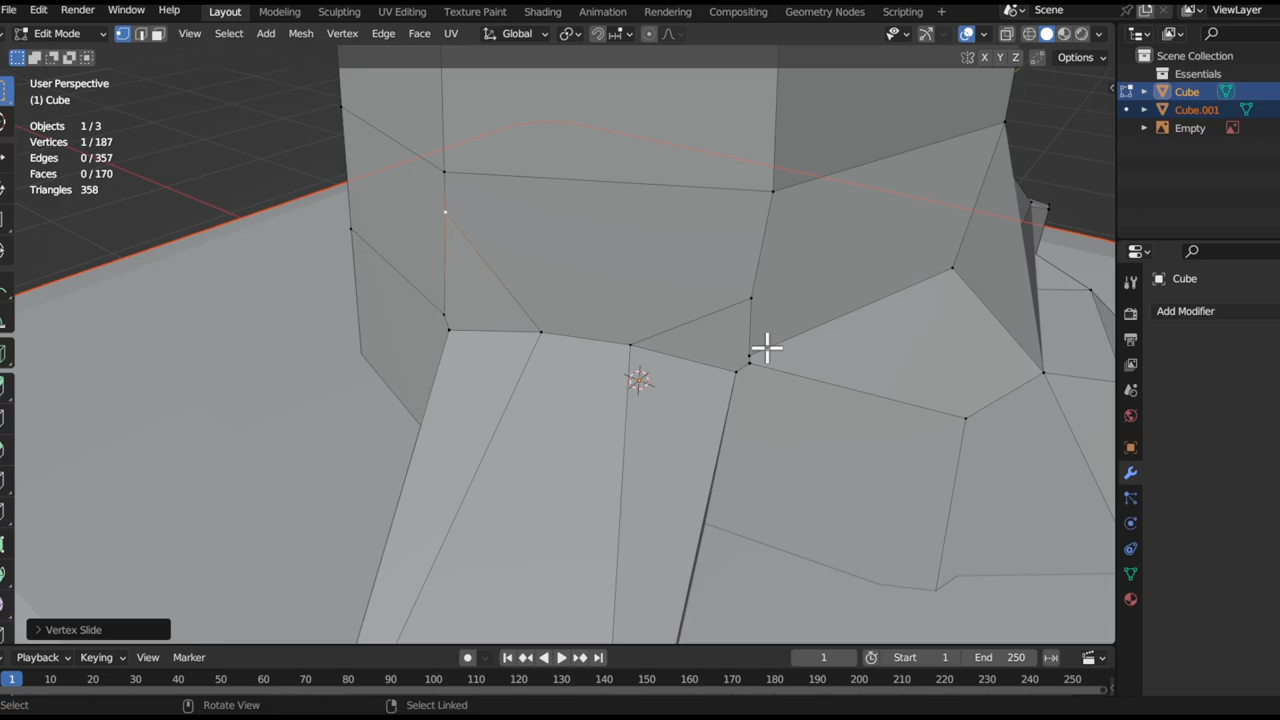 File Edit Render Window Help Layout Modeling Sculpting UV Editing Texture Paint Shading Animation Rendering Compositing Geometry Nodes Scripting + Scene ViewLayer
Edit Mode View Select Add Mesh Vertex Edge Face UV Global
X Y Z Options
Scene Collection
Essentials
Cube
Cube.001
Empty
User Perspective
(1) Cube
Objects 1 / 3
Vertices 1 / 187
Edges 0 / 357
Faces 0 / 170
Triangles 358
Cube
Add Modifier
> Vertex Slide
Playback Keying View Marker 1 Start 1 End 250
1 10 20 30 40 50 60 70 80 90 100 110 120 130 140 150 160 170 180 190 200 210 220 230 240 250
Select Rotate View Select Linked